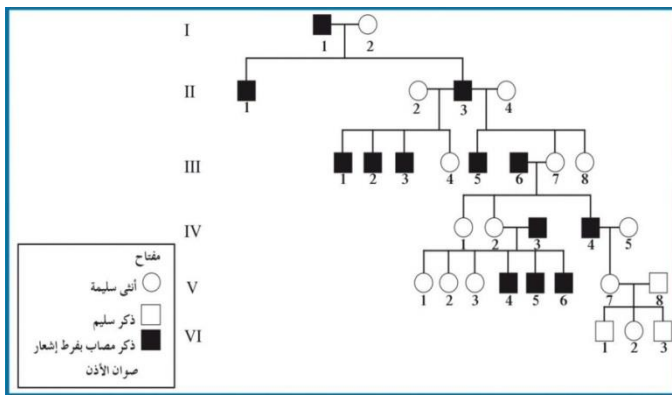 I
1 2
II
1 2 3 4
III
1 2 3 4 5 6 7 8
IV
1 2 3 4 5
V
1 2 3 4 5 6 7 8
VI
1 2 3
مفتاح
أنثى سليمة
ذكر سليم
ذكر مصاب بفرط إشعار
صوان الأذن